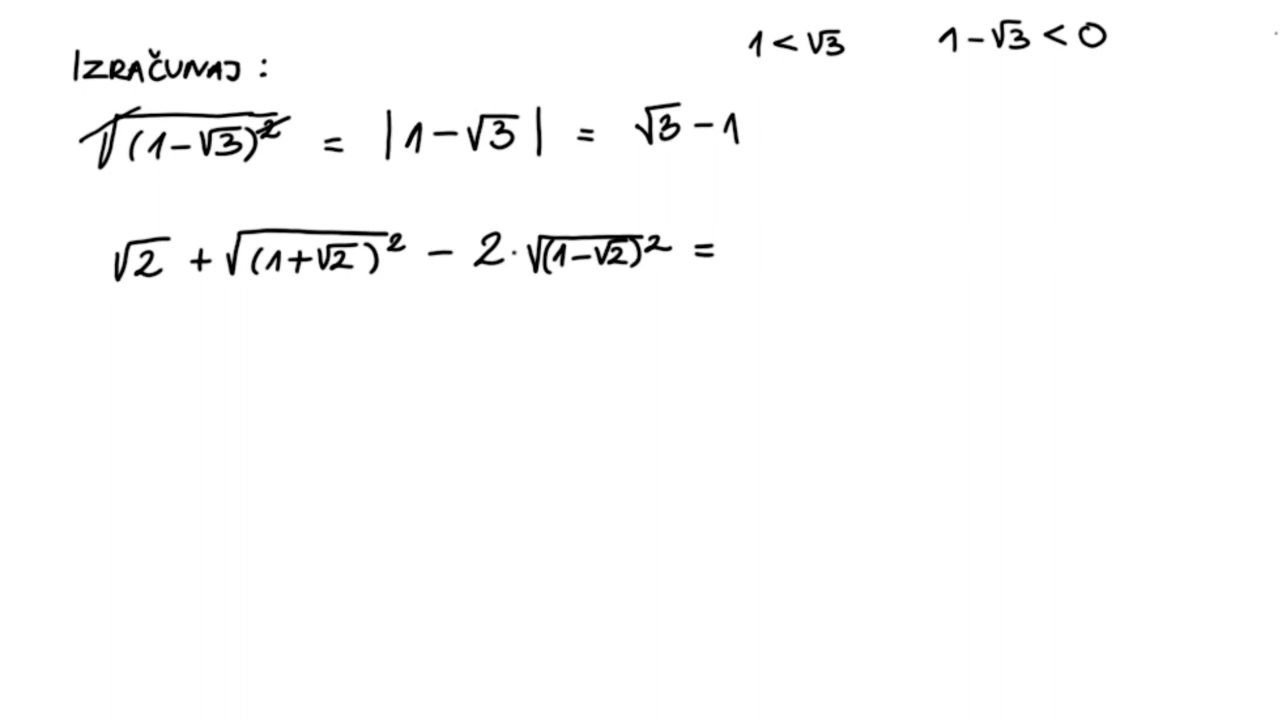 1 < √3 1 - √3 < 0
IZRAČUNAJ :
√(1-√3)² = |1-√3| = √3 - 1
√2 + √(1+√2)² - 2·√(1-√2)² =